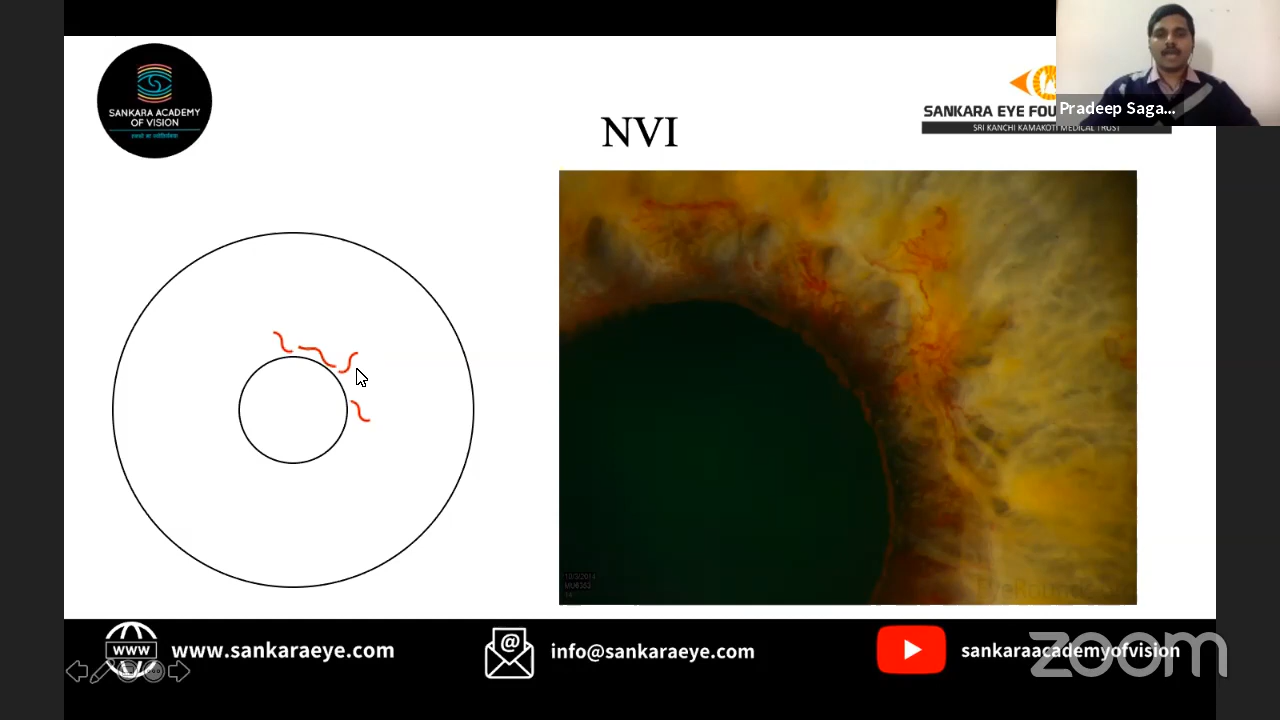 SANKARA ACADEMY
OF VISION
Pradeep Saga...
SANKARA EYE FOU
SRI KANCHI KAMAKOTI MEDICAL TRUST
NVI
www
www.sankaraeye.com
@
info@sankaraeye.com
sankaraacademyofvision
zoom